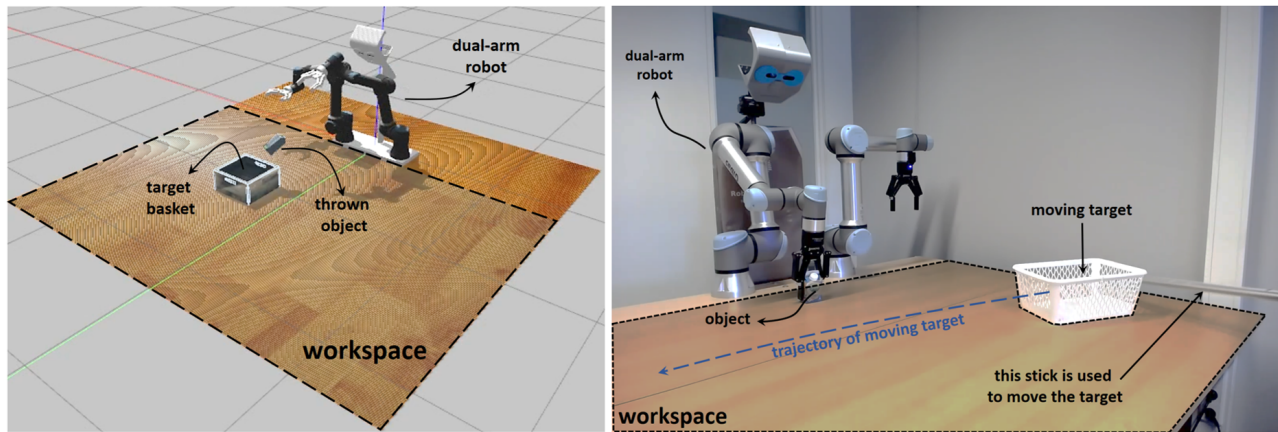 dual-arm
robot
target
basket
thrown
object
workspace
dual-arm
robot
moving target
object
trajectory of moving target
this stick is used
to move the target
workspace